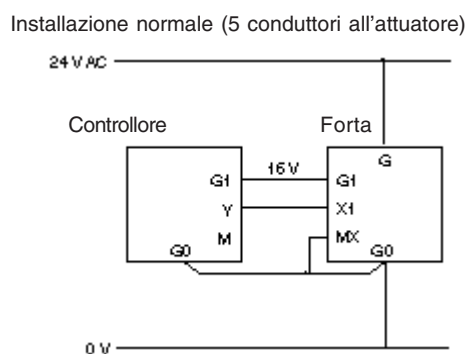 Installazione normale (5 conduttori all'attuatore)
24 V AC
Controllore Forta
G
G1 16 V G1
Y X1
M MX
G0 G0
0 V